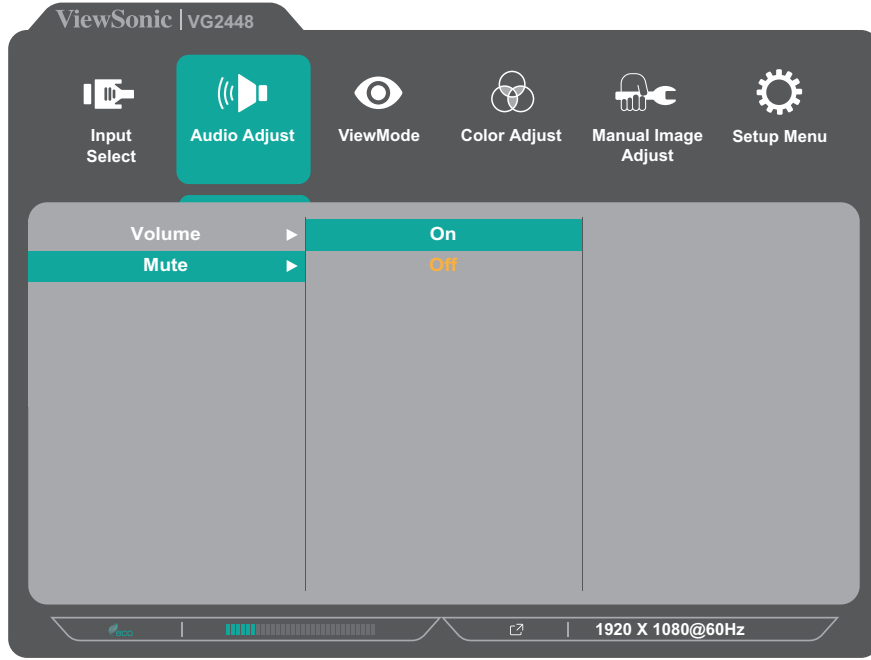 ViewSonic | VG2448
Input
Select
Audio Adjust
ViewMode
Color Adjust
Manual Image
Adjust
Setup Menu
Volume
On
Mute
Off
eco
1920 X 1080@60Hz